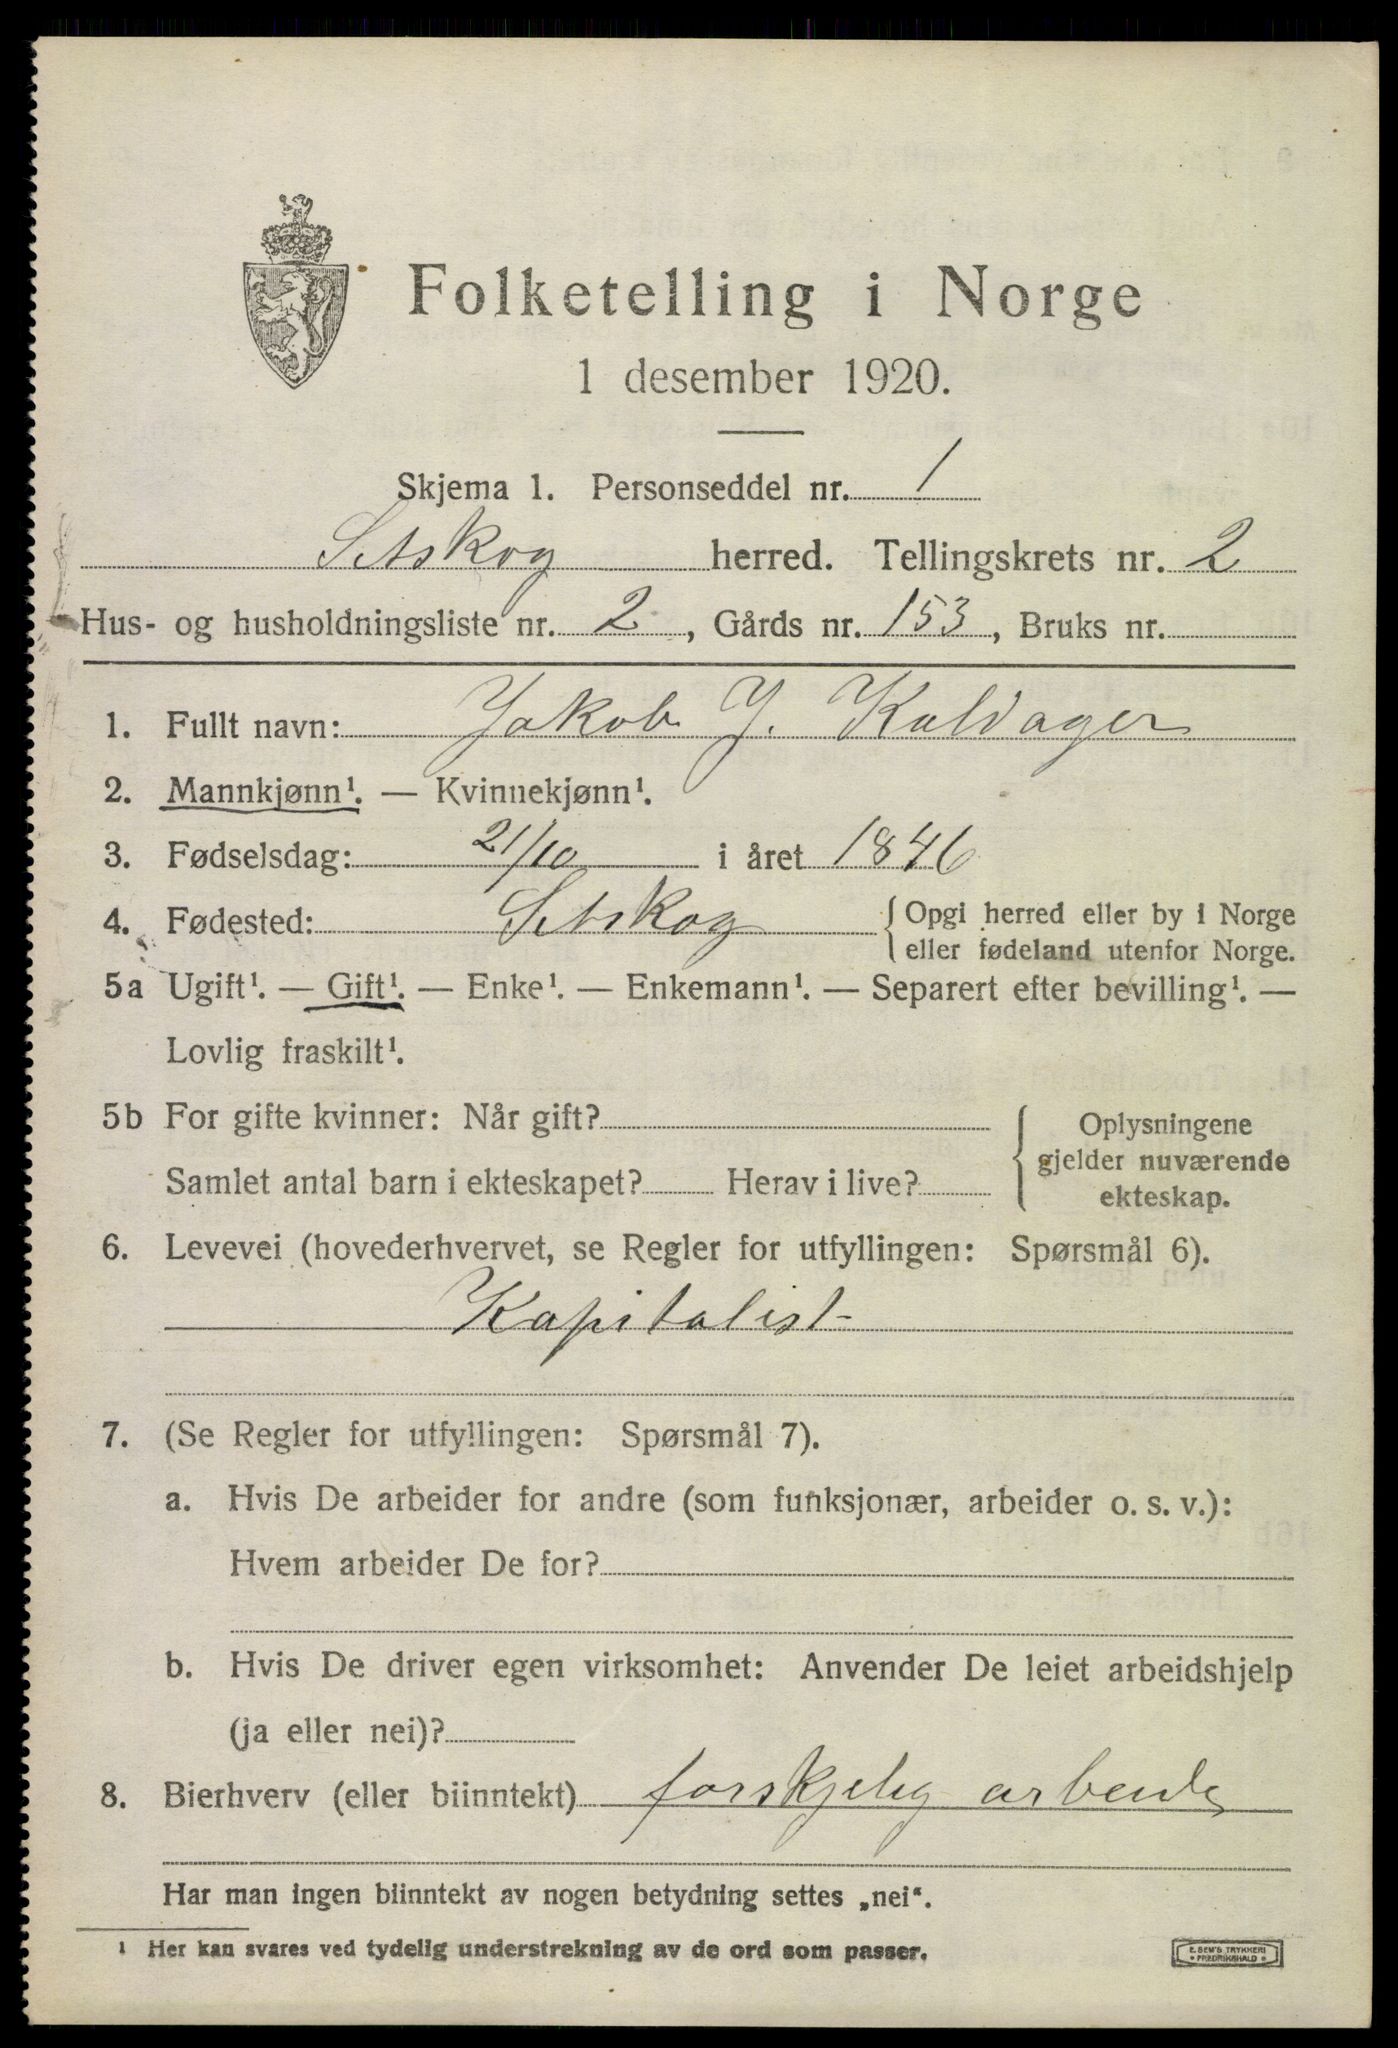 Folketelling i Norge
1 desember 1920.
Skjema 1. Personseddel nr. 1
Setskog herred. Tellingskrets nr. 2
Hus- og husholdningsliste nr. 2, Gårds nr. 153, Bruks nr.
1. Fullt navn: Jakob J. Kaldager
2. Mannkjønn¹. — Kvinnekjønn¹.
3. Fødselsdag: 21/10 i året 1846
4. Fødested: Setskog { Opgi herred eller by i Norge
eller fødeland utenfor Norge.
5a Ugift¹. — Gift¹. — Enke¹. — Enkemann¹. — Separert efter bevilling¹. —
Lovlig fraskilt¹.
5b For gifte kvinner: Når gift?
Samlet antal barn i ekteskapet? Herav i live?
{ Oplysningene
gjelder nuværende
ekteskap.
6. Levevei (hovederhvervet, se Regler for utfyllingen: Spørsmål 6).
Kapitalist
7. (Se Regler for utfyllingen: Spørsmål 7).
a. Hvis De arbeider for andre (som funksjonær, arbeider o. s. v.):
Hvem arbeider De for?
b. Hvis De driver egen virksomhet: Anvender De leiet arbeidshjelp
(ja eller nei)?
8. Bierhverv (eller biinntekt) forskjelig arbeide
Har man ingen biinntekt av nogen betydning settes „nei“.
¹ Her kan svares ved tydelig understrekning av de ord som passer.
E. SEM'S TRYKKERI
• FREDRIKSHALD •